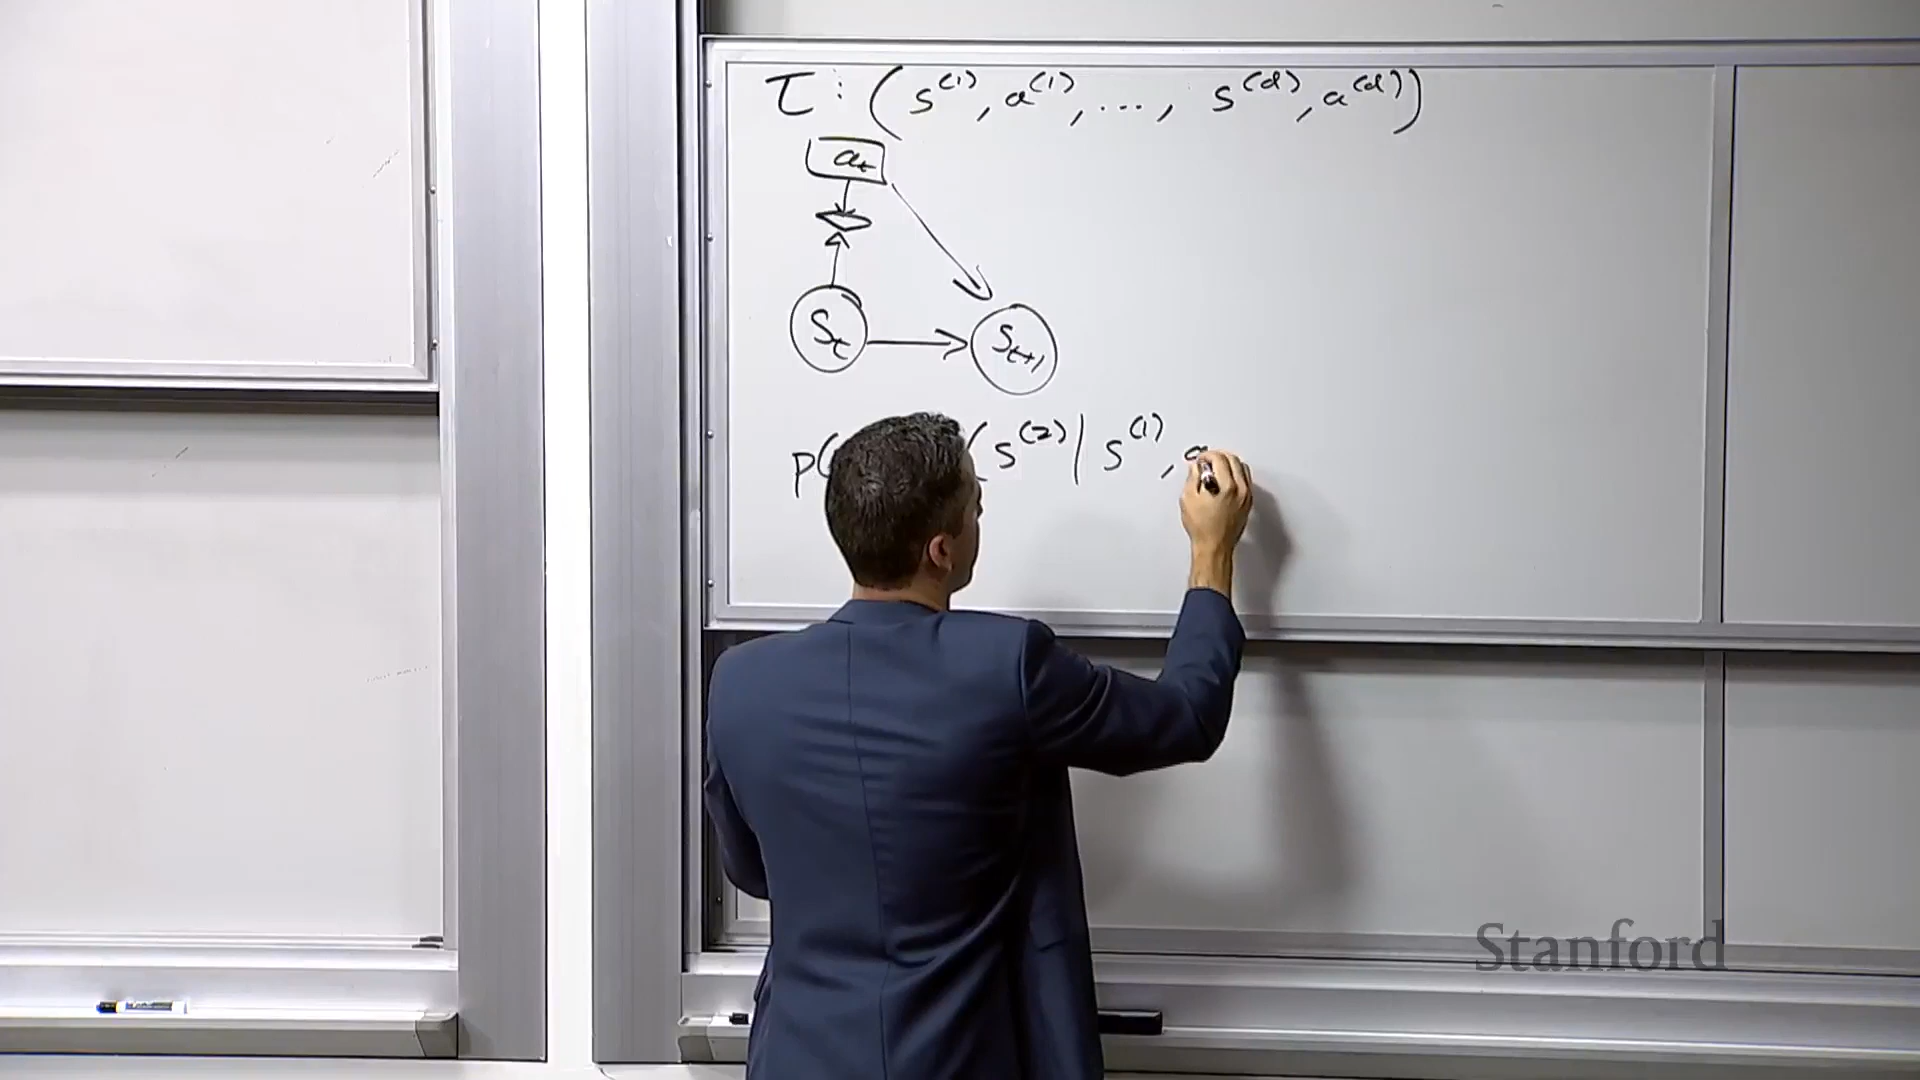 τ : (s^(1), a^(1), ..., s^(d), a^(d))
a_t
s_t
s_{t+1}
p( (s^(2) | s^(1), a
Stanford